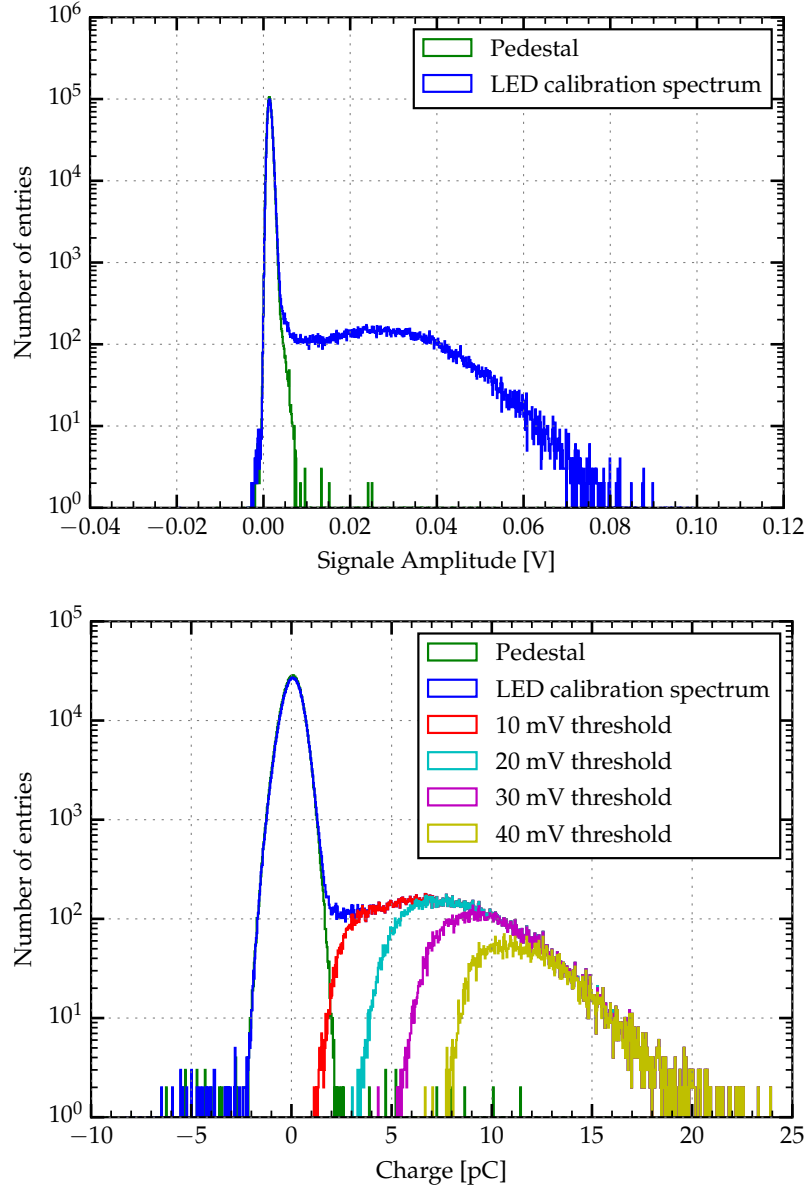 10^6
10^5
10^4
10^3
10^2
10^1
10^0
Number of entries
Pedestal
LED calibration spectrum
−0.04 −0.02 0.00 0.02 0.04 0.06 0.08 0.10 0.12
Signale Amplitude [V]
10^5
10^4
10^3
10^2
10^1
10^0
Number of entries
Pedestal
LED calibration spectrum
10 mV threshold
20 mV threshold
30 mV threshold
40 mV threshold
−10 −5 0 5 10 15 20 25
Charge [pC]